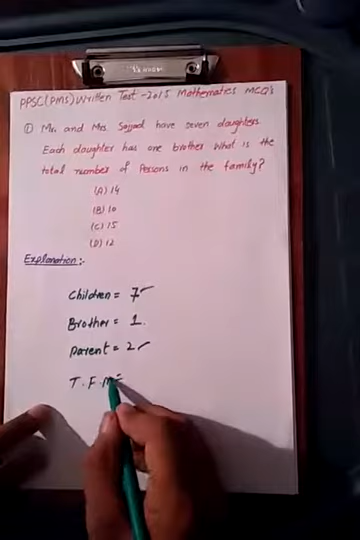 PPSC(PMS) Written Test -2015 Mathematics MCQ's
① Mr. and Mrs. Sajjad have seven daughters.
Each daughter has one brother What is the
total number of Persons in the family?
(A) 14
(B) 10
(C) 15
(D) 12
Explanation:-
Children = 7
Brother = 1.
Parent = 2
T.F.M=